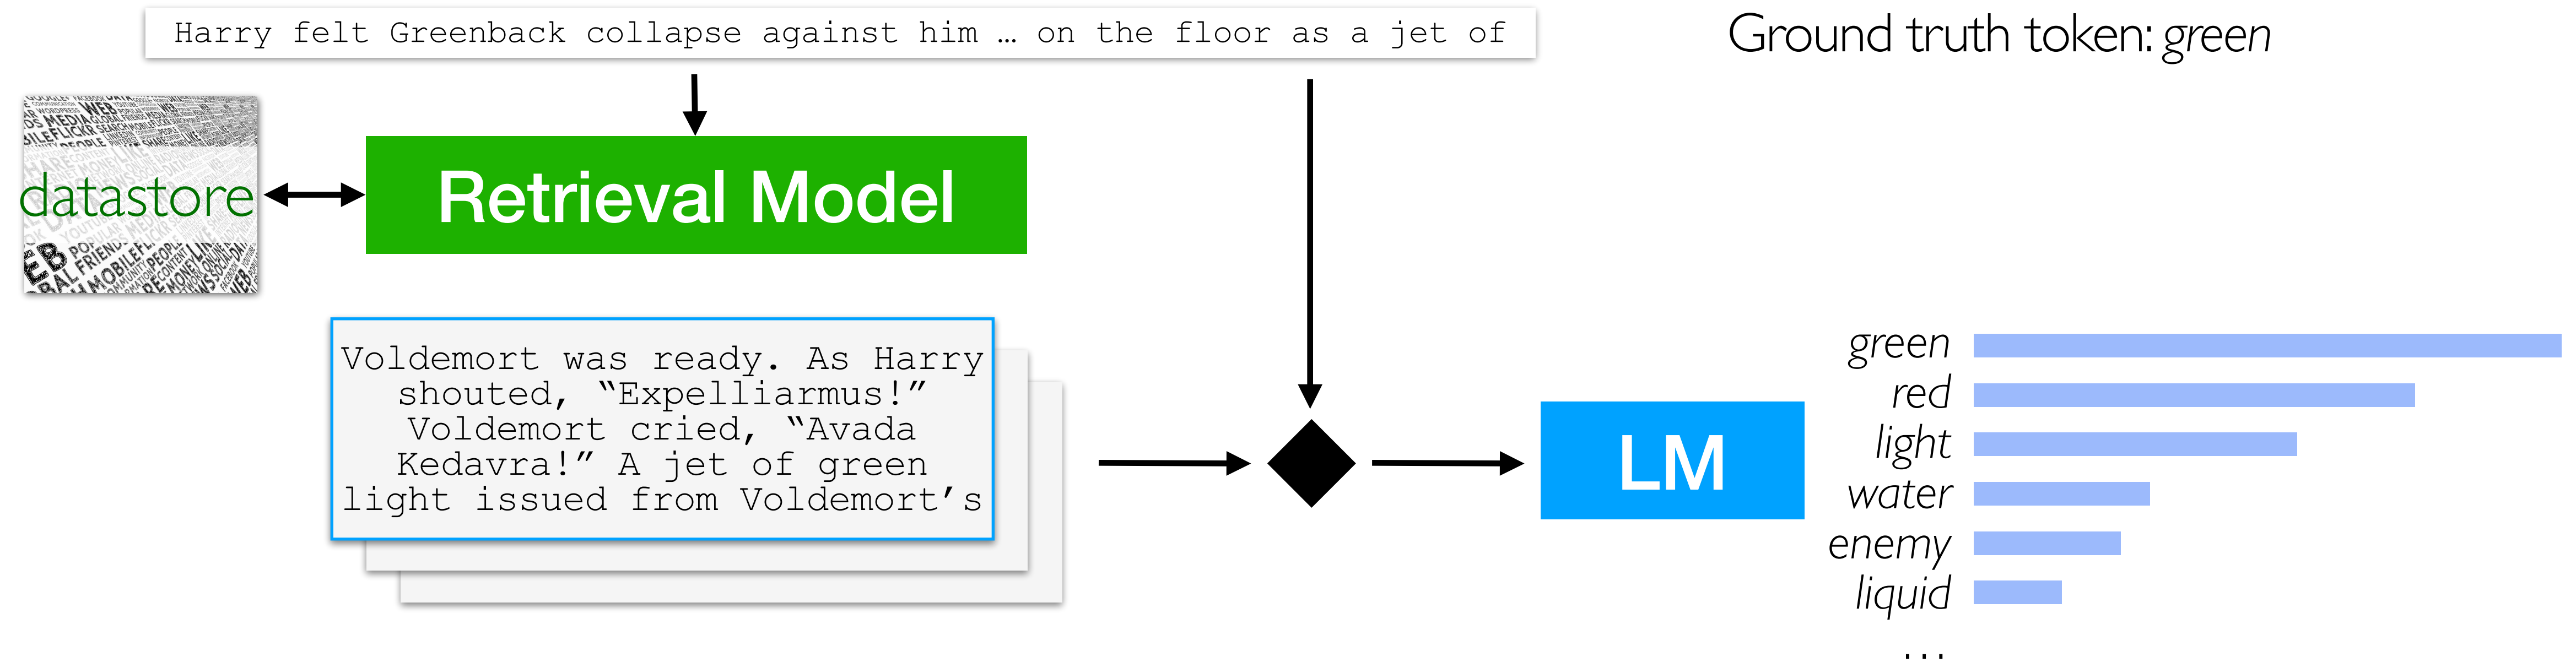 Harry felt Greenback collapse against him … on the floor as a jet of
Ground truth token: green
datastore
Retrieval Model
Voldemort was ready. As Harry
shouted, “Expelliarmus!”
Voldemort cried, “Avada
Kedavra!” A jet of green
light issued from Voldemort’s
LM
green
red
light
water
enemy
liquid
...